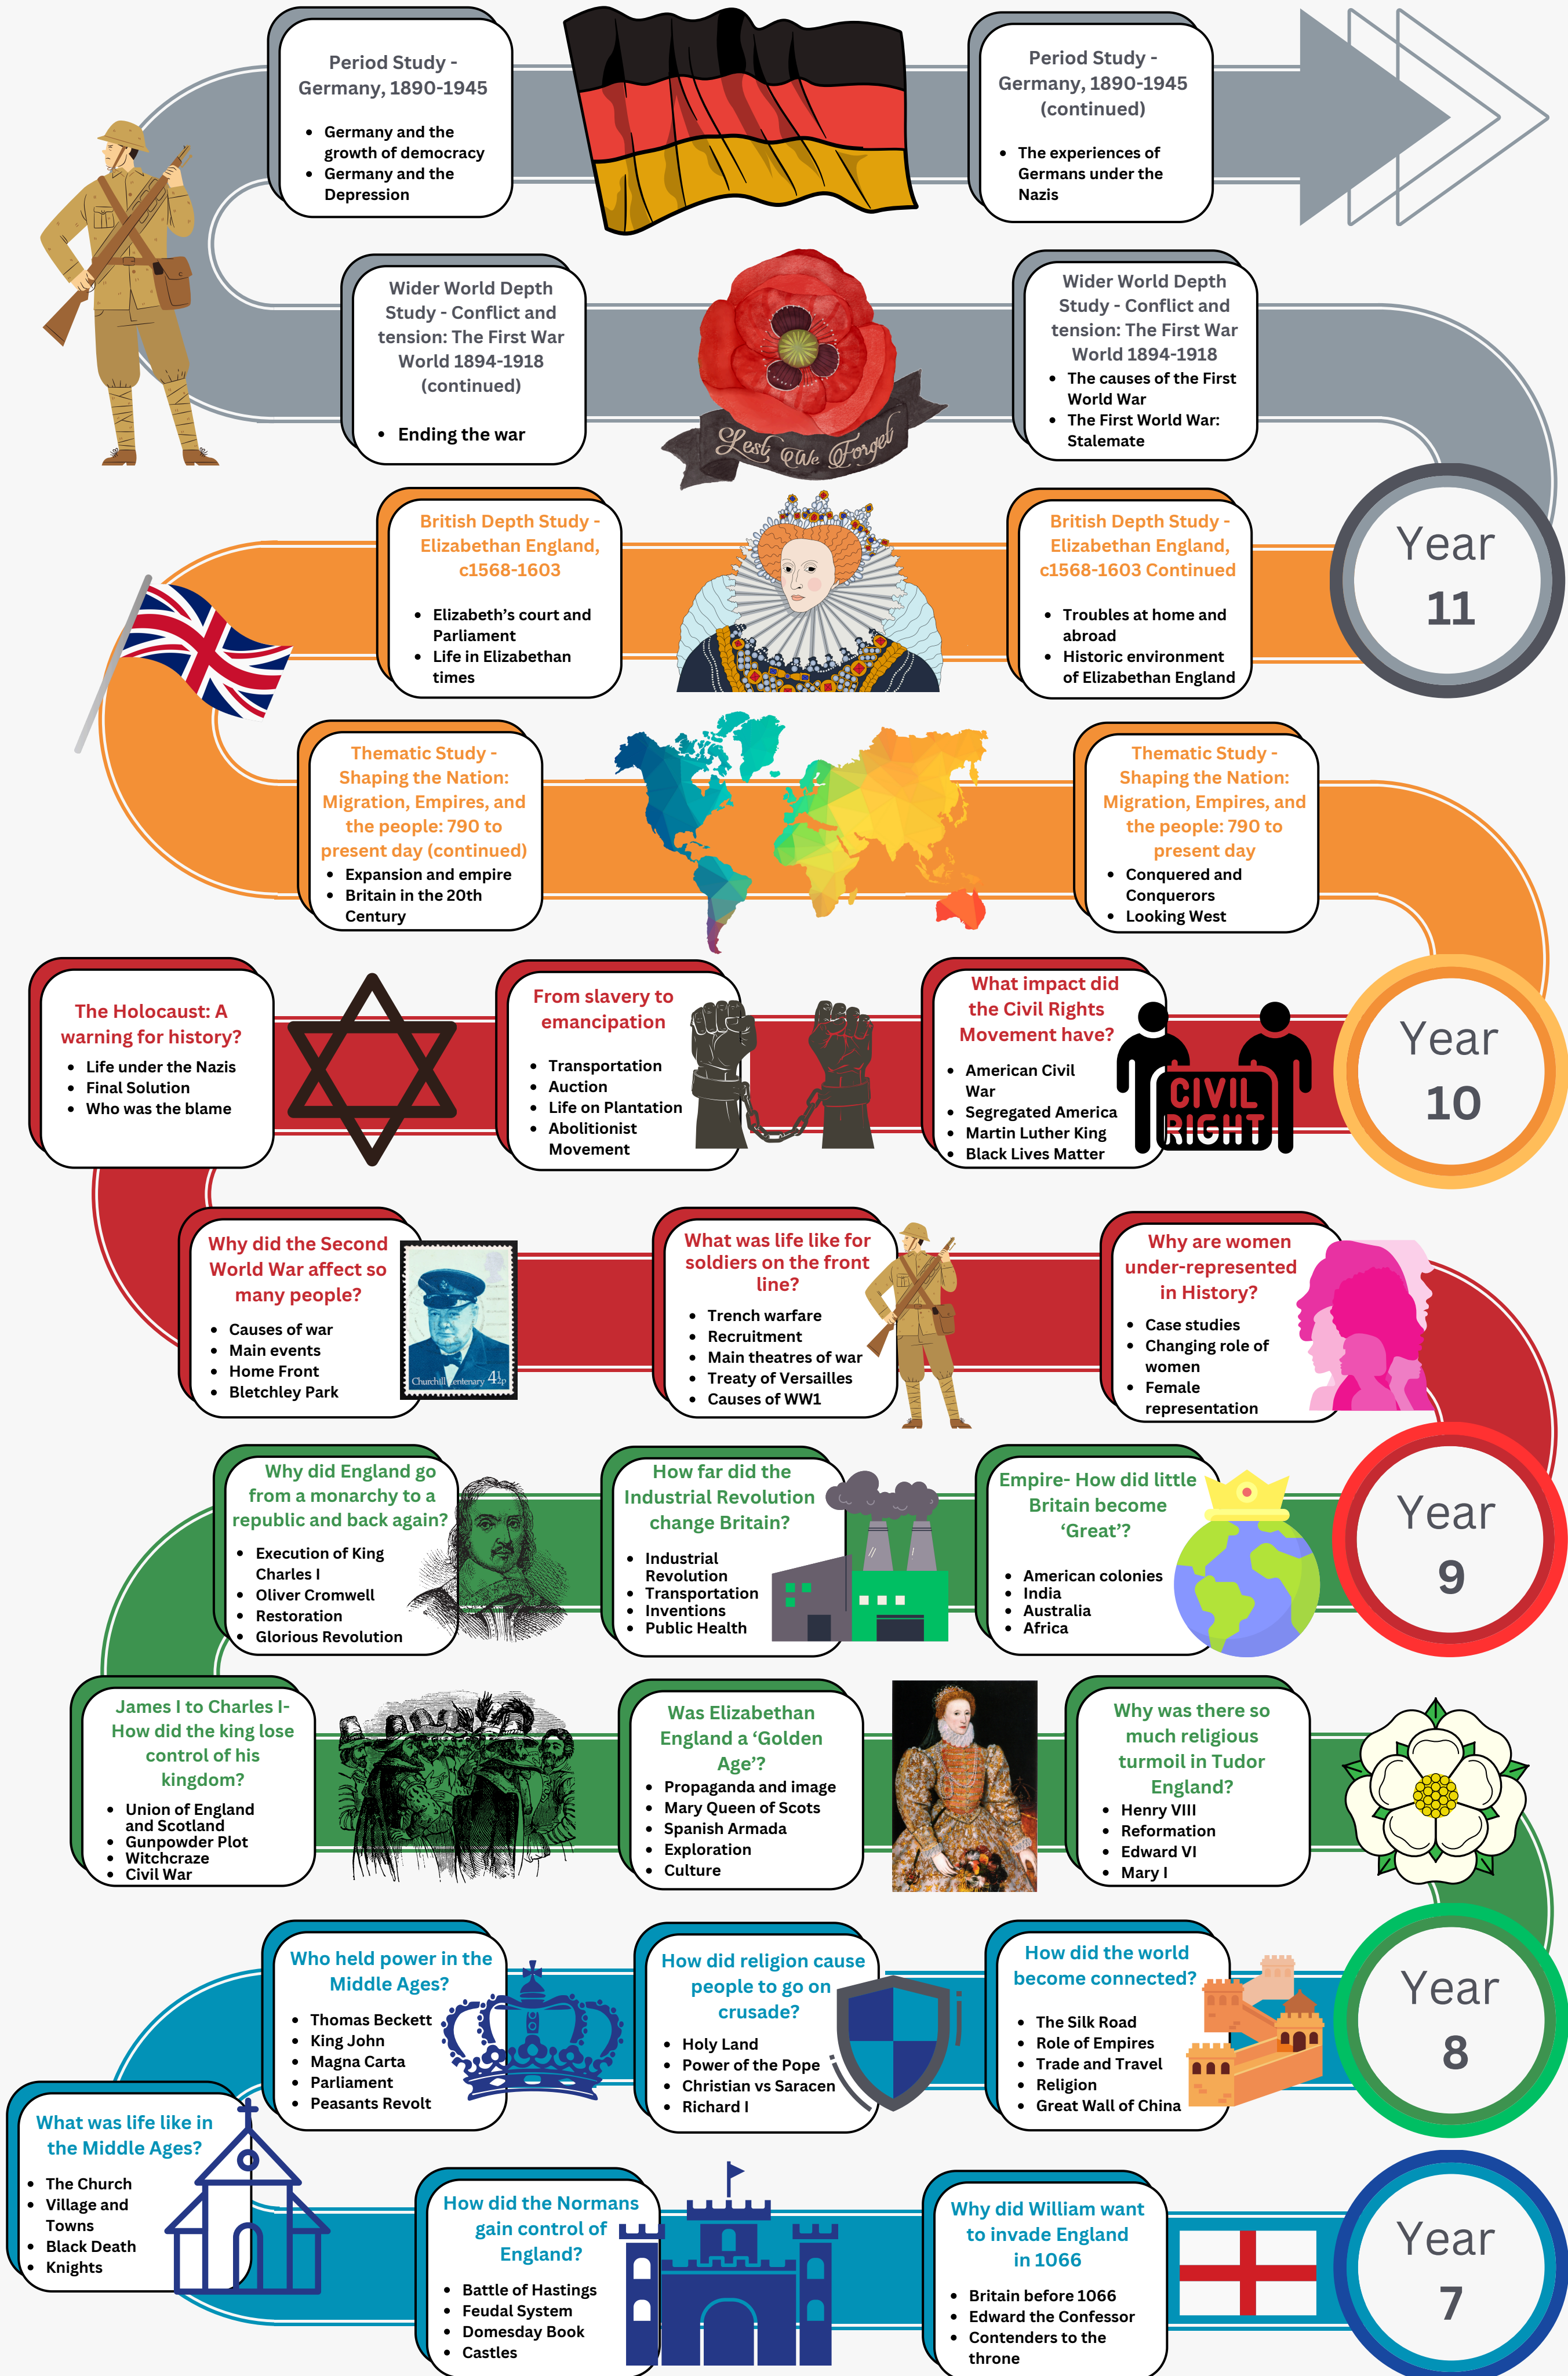 Period Study -
Germany, 1890-1945
• Germany and the
growth of democracy
• Germany and the
Depression
Period Study -
Germany, 1890-1945
(continued)
• The experiences of
Germans under the
Nazis
Wider World Depth
Study - Conflict and
tension: The First War
World 1894-1918
(continued)
• Ending the war
Lest We Forget
Wider World Depth
Study - Conflict and
tension: The First War
World 1894-1918
• The causes of the First
World War
• The First World War:
Stalemate
British Depth Study -
Elizabethan England,
c1568-1603
• Elizabeth’s court and
Parliament
• Life in Elizabethan
times
British Depth Study -
Elizabethan England,
c1568-1603 Continued
• Troubles at home and
abroad
• Historic environment
of Elizabethan England
Year
11
Thematic Study -
Shaping the Nation:
Migration, Empires, and
the people: 790 to
present day (continued)
• Expansion and empire
• Britain in the 20th
Century
Thematic Study -
Shaping the Nation:
Migration, Empires, and
the people: 790 to
present day
• Conquered and
Conquerors
• Looking West
The Holocaust: A
warning for history?
• Life under the Nazis
• Final Solution
• Who was the blame
From slavery to
emancipation
• Transportation
• Auction
• Life on Plantation
• Abolitionist
Movement
What impact did
the Civil Rights
Movement have?
• American Civil
War
• Segregated America
• Martin Luther King
• Black Lives Matter
CIVIL
RIGHT
Year
10
Why did the Second
World War affect so
many people?
• Causes of war
• Main events
• Home Front
• Bletchley Park
Churchill Centenary 4½p
What was life like for
soldiers on the front
line?
• Trench warfare
• Recruitment
• Main theatres of war
• Treaty of Versailles
• Causes of WW1
Why are women
under-represented
in History?
• Case studies
• Changing role of
women
• Female
representation
Why did England go
from a monarchy to a
republic and back again?
• Execution of King
Charles I
• Oliver Cromwell
• Restoration
• Glorious Revolution
How far did the
Industrial Revolution
change Britain?
• Industrial
Revolution
• Transportation
• Inventions
• Public Health
Empire- How did little
Britain become
‘Great’?
• American colonies
• India
• Australia
• Africa
Year
9
James I to Charles I-
How did the king lose
control of his
kingdom?
• Union of England
and Scotland
• Gunpowder Plot
• Witchcraze
• Civil War
Was Elizabethan
England a ‘Golden
Age’?
• Propaganda and image
• Mary Queen of Scots
• Spanish Armada
• Exploration
• Culture
Why was there so
much religious
turmoil in Tudor
England?
• Henry VIII
• Reformation
• Edward VI
• Mary I
Who held power in the
Middle Ages?
• Thomas Beckett
• King John
• Magna Carta
• Parliament
• Peasants Revolt
How did religion cause
people to go on
crusade?
• Holy Land
• Power of the Pope
• Christian vs Saracen
• Richard I
How did the world
become connected?
• The Silk Road
• Role of Empires
• Trade and Travel
• Religion
• Great Wall of China
Year
8
What was life like in
the Middle Ages?
• The Church
• Village and
Towns
• Black Death
• Knights
How did the Normans
gain control of
England?
• Battle of Hastings
• Feudal System
• Domesday Book
• Castles
Why did William want
to invade England
in 1066
• Britain before 1066
• Edward the Confessor
• Contenders to the
throne
Year
7